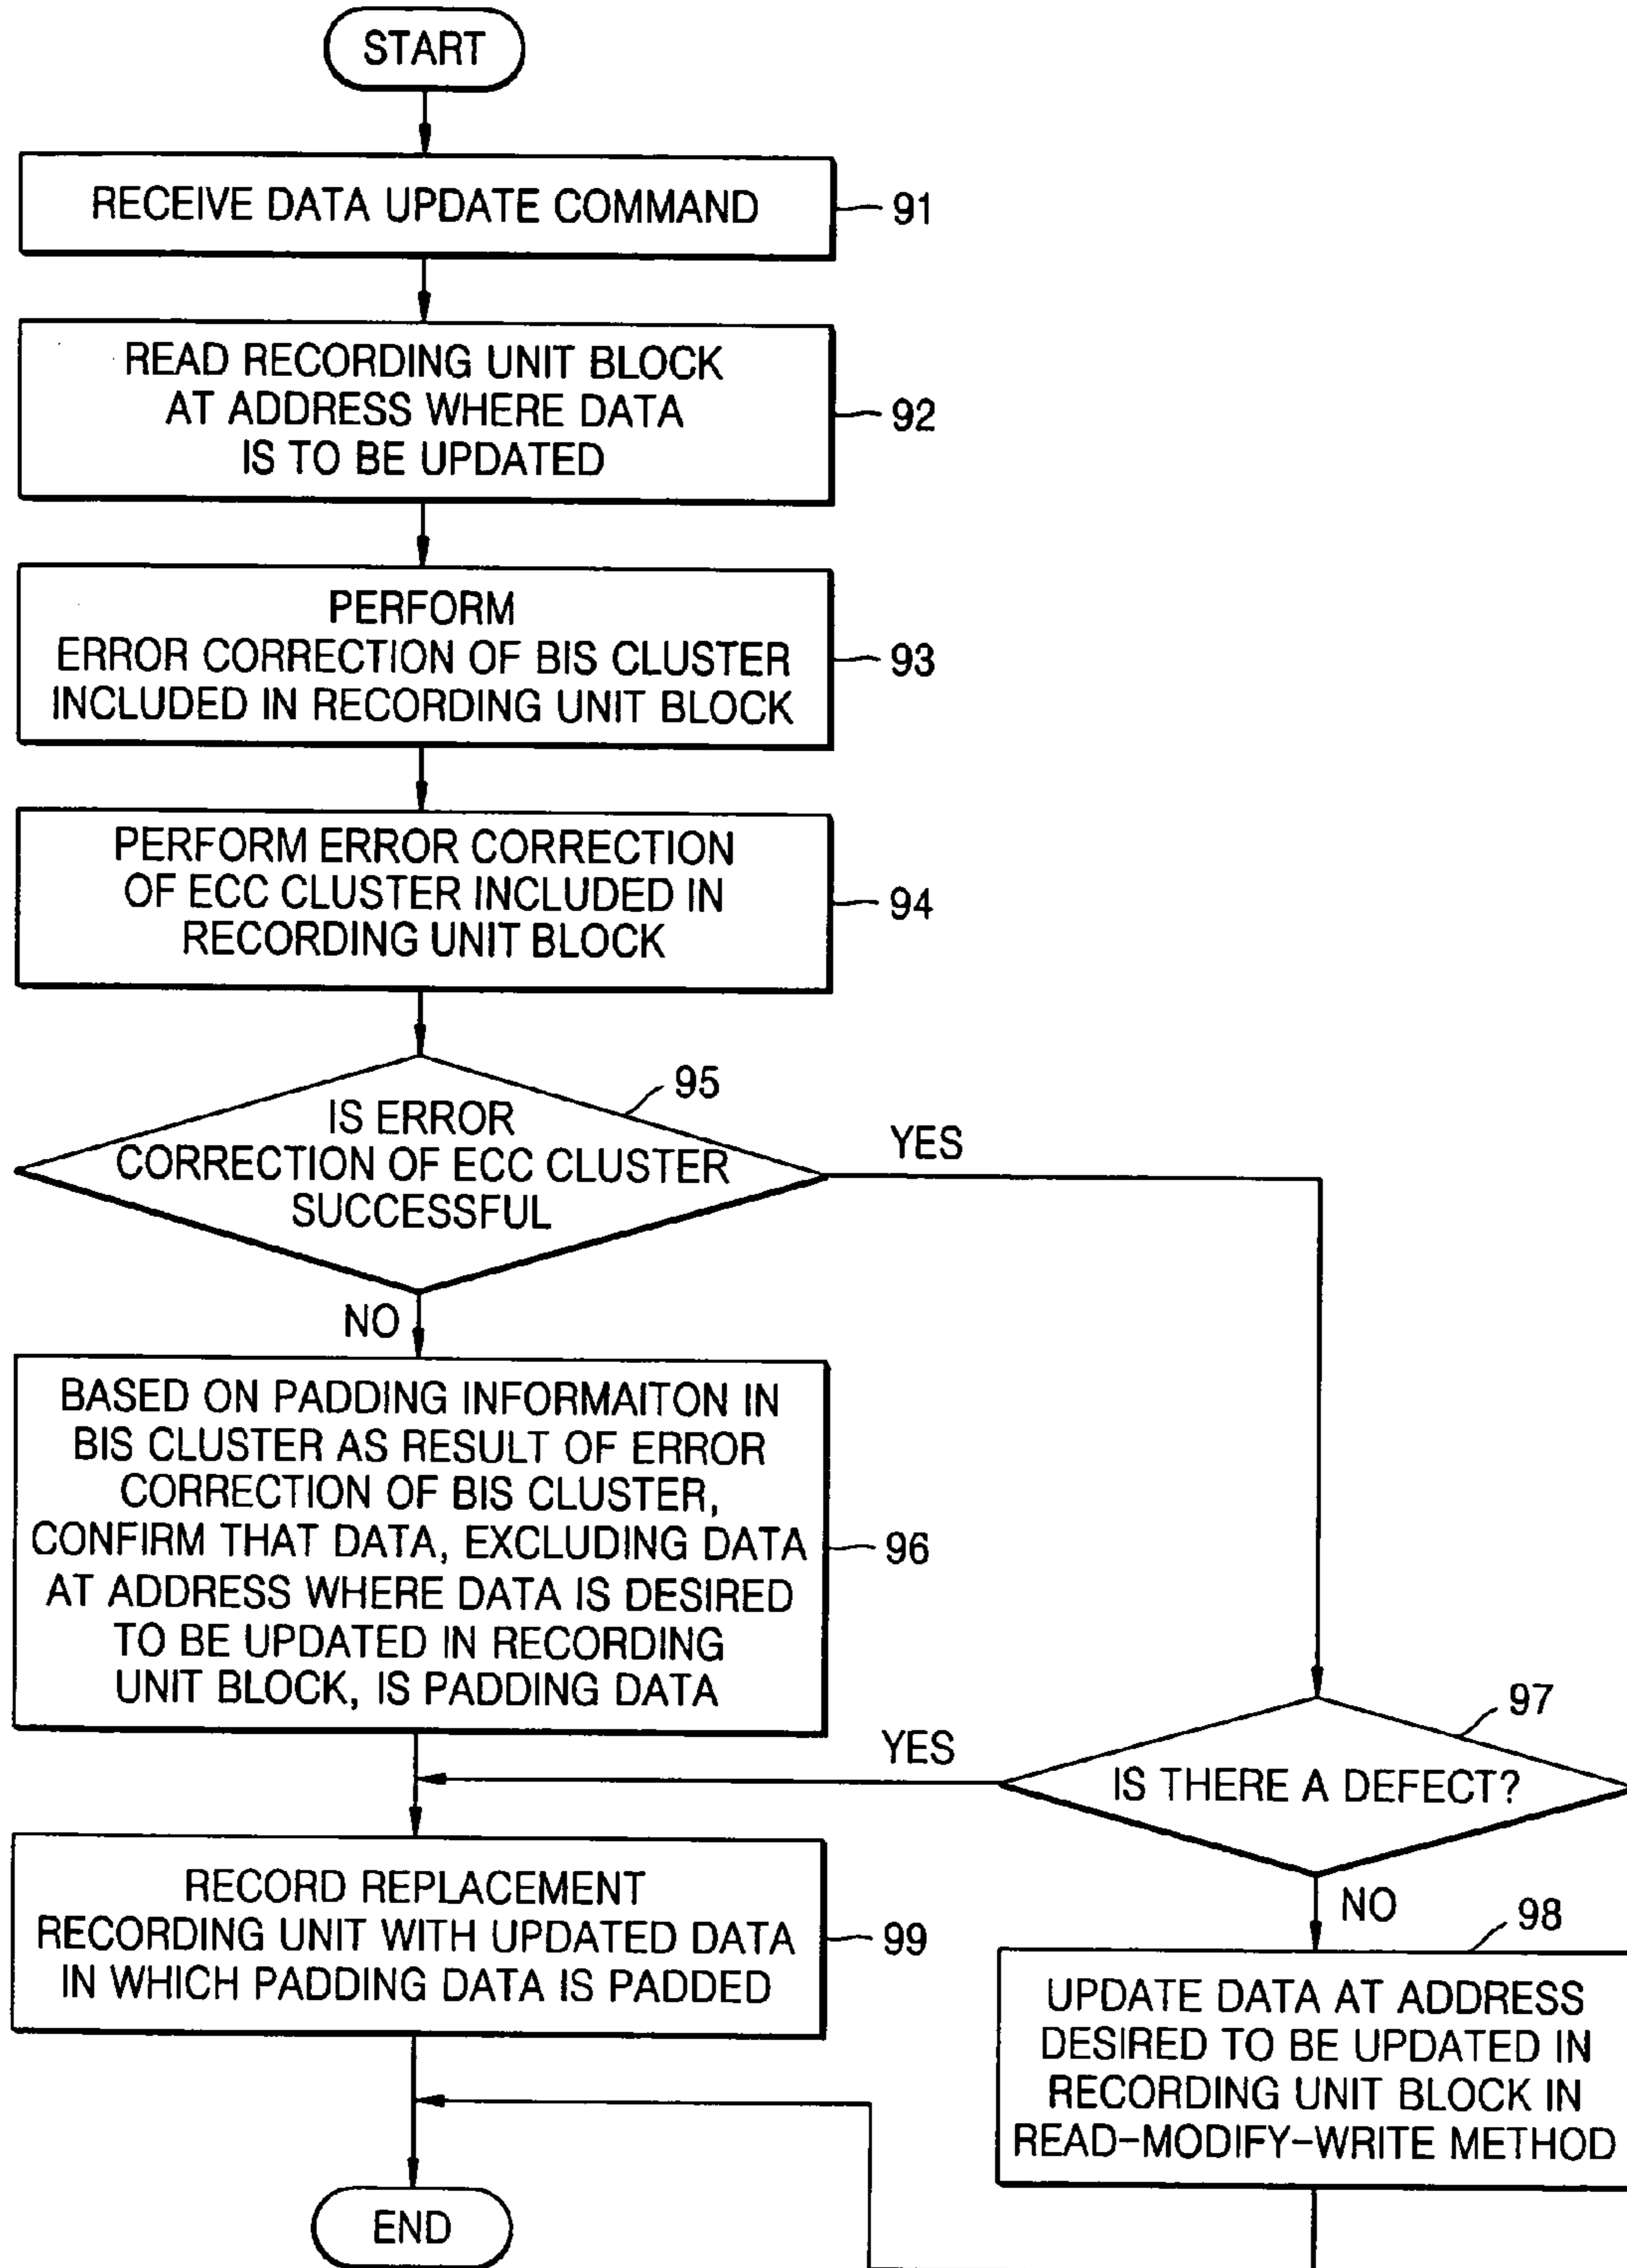 START
RECEIVE DATA UPDATE COMMAND
91
READ RECORDING UNIT BLOCK
AT ADDRESS WHERE DATA
IS TO BE UPDATED
92
PERFORM
ERROR CORRECTION OF BIS CLUSTER
INCLUDED IN RECORDING UNIT BLOCK
93
PERFORM ERROR CORRECTION
OF ECC CLUSTER INCLUDED IN
RECORDING UNIT BLOCK
94
95
IS ERROR
CORRECTION OF ECC CLUSTER
SUCCESSFUL
YES
NO
BASED ON PADDING INFORMAITON IN
BIS CLUSTER AS RESULT OF ERROR
CORRECTION OF BIS CLUSTER,
CONFIRM THAT DATA, EXCLUDING DATA
AT ADDRESS WHERE DATA IS DESIRED
TO BE UPDATED IN RECORDING
UNIT BLOCK, IS PADDING DATA
96
97
YES
IS THERE A DEFECT?
NO
RECORD REPLACEMENT
RECORDING UNIT WITH UPDATED DATA
IN WHICH PADDING DATA IS PADDED
99
98
UPDATE DATA AT ADDRESS
DESIRED TO BE UPDATED IN
RECORDING UNIT BLOCK IN
READ-MODIFY-WRITE METHOD
END